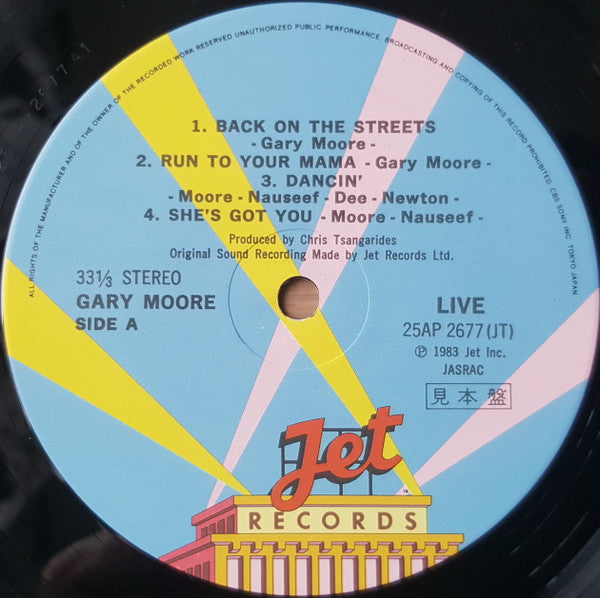 ALL RIGHTS OF THE MANUFACTURER AND OF THE OWNER OF THE RECORDED WORK RESERVED UNAUTHORIZED PUBLIC PERFORMANCE, BROADCASTING AND COPYING OF THIS RECORD PROHIBITED. CBS SONY INC. TOKYO JAPAN
1. BACK ON THE STREETS
- Gary Moore -
2. RUN TO YOUR MAMA - Gary Moore -
3. DANCIN'
- Moore - Nauseef - Dee - Newton -
4. SHE'S GOT YOU - Moore - Nauseef -
Produced by Chris Tsangarides
Original Sound Recording Made by Jet Records Ltd.
33⅓ STEREO
GARY MOORE
SIDE A
LIVE
25AP 2677(JT)
℗ 1983 Jet Inc.
JASRAC
見本盤
Jet
RECORDS